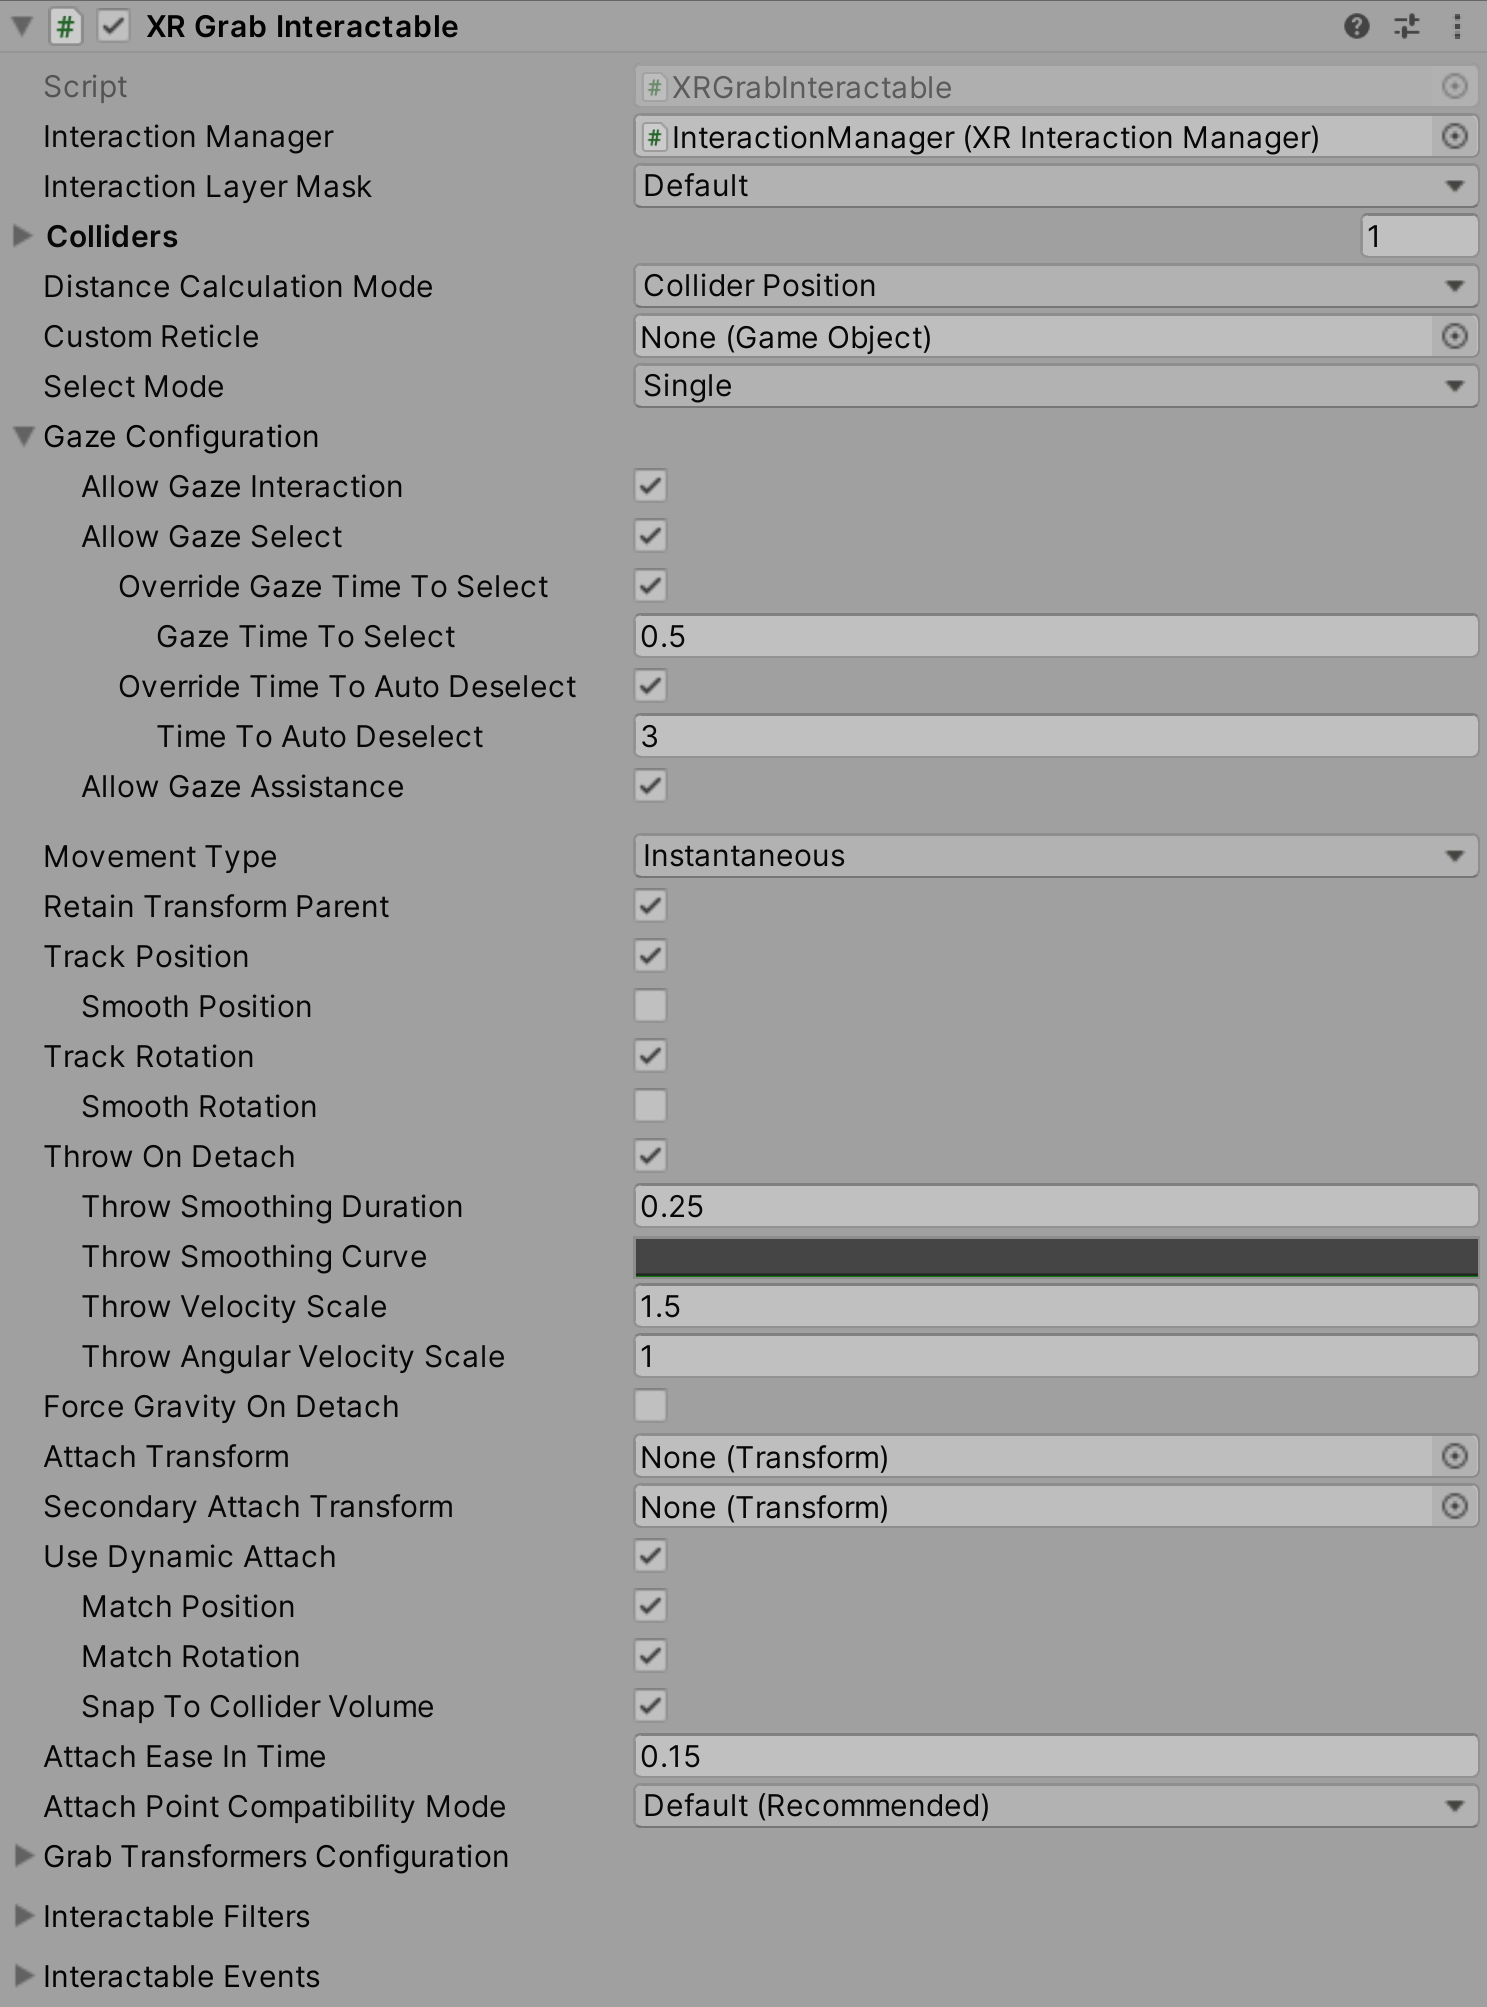 XR Grab Interactable
Script XRGrabInteractable
Interaction Manager InteractionManager (XR Interaction Manager)
Interaction Layer Mask Default
Colliders 1
Distance Calculation Mode Collider Position
Custom Reticle None (Game Object)
Select Mode Single
Gaze Configuration
Allow Gaze Interaction
Allow Gaze Select
Override Gaze Time To Select
Gaze Time To Select 0.5
Override Time To Auto Deselect
Time To Auto Deselect 3
Allow Gaze Assistance
Movement Type Instantaneous
Retain Transform Parent
Track Position
Smooth Position
Track Rotation
Smooth Rotation
Throw On Detach
Throw Smoothing Duration 0.25
Throw Smoothing Curve
Throw Velocity Scale 1.5
Throw Angular Velocity Scale 1
Force Gravity On Detach
Attach Transform None (Transform)
Secondary Attach Transform None (Transform)
Use Dynamic Attach
Match Position
Match Rotation
Snap To Collider Volume
Attach Ease In Time 0.15
Attach Point Compatibility Mode Default (Recommended)
Grab Transformers Configuration
Interactable Filters
Interactable Events